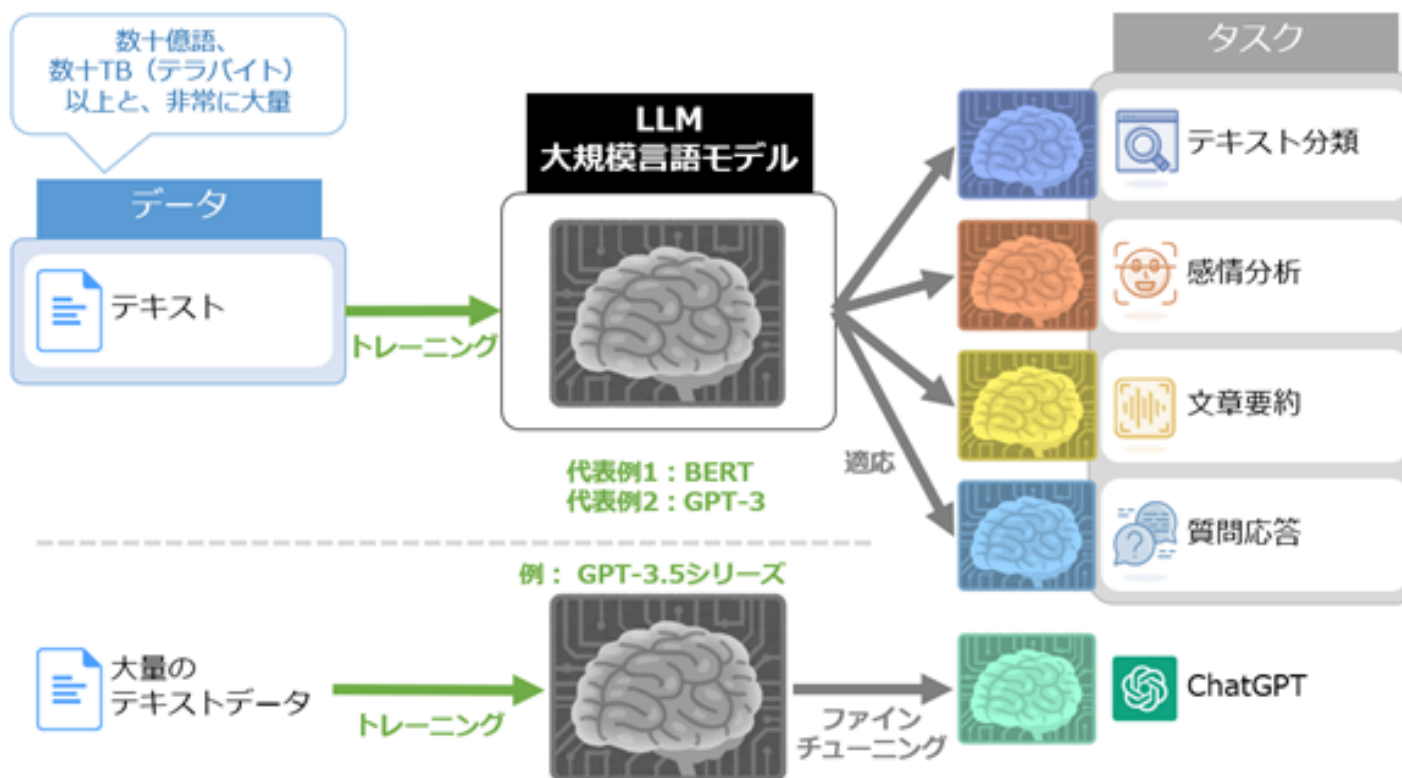 数十億語、
数十TB（テラバイト）
以上と、非常に大量
データ
テキスト
トレーニング
LLM
大規模言語モデル
代表例1：BERT
代表例2：GPT-3
適応
タスク
テキスト分類
感情分析
文章要約
質問応答
例： GPT-3.5シリーズ
大量の
テキストデータ
トレーニング
ファイン
チューニング
ChatGPT